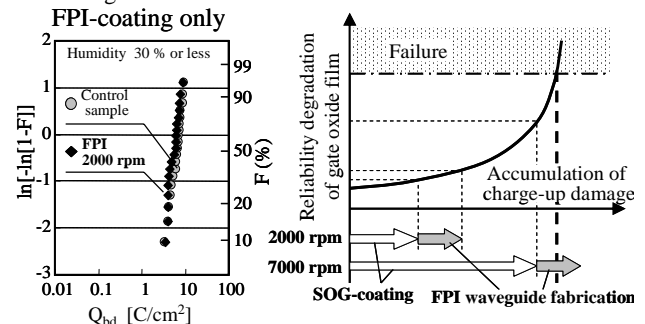 FPI-coating only
2
1
0
-1
-2
-3
ln[-ln[1-F]]
Humidity 30 % or less
Control
sample
FPI
2000 rpm
99
90
50
20
10
F (%)
0.01
0.1
1
10
100
Qbd [C/cm2]
Reliability degradation
of gate oxide film
Failure
Accumulation of
charge-up damage
2000 rpm
7000 rpm
SOG-coating
FPI waveguide fabrication